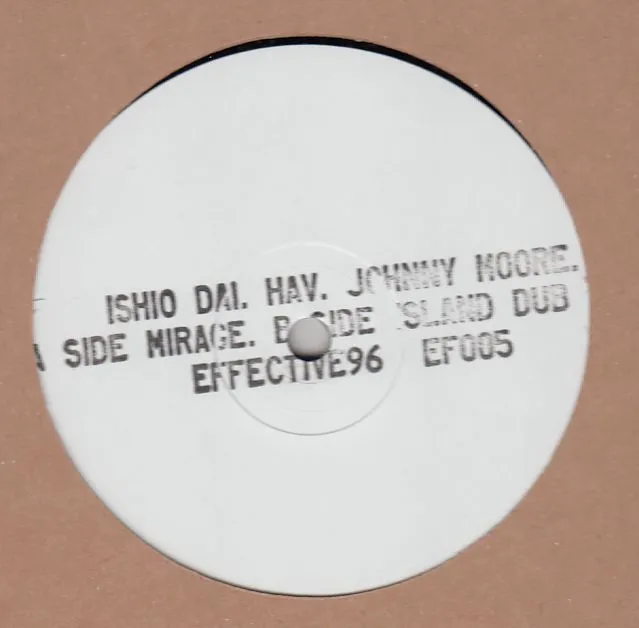 ISHIO DAI. HAV. JOHNNY MOORE.
A SIDE MIRAGE. B SIDE ISLAND DUB
EFFECTIVE96 EF005